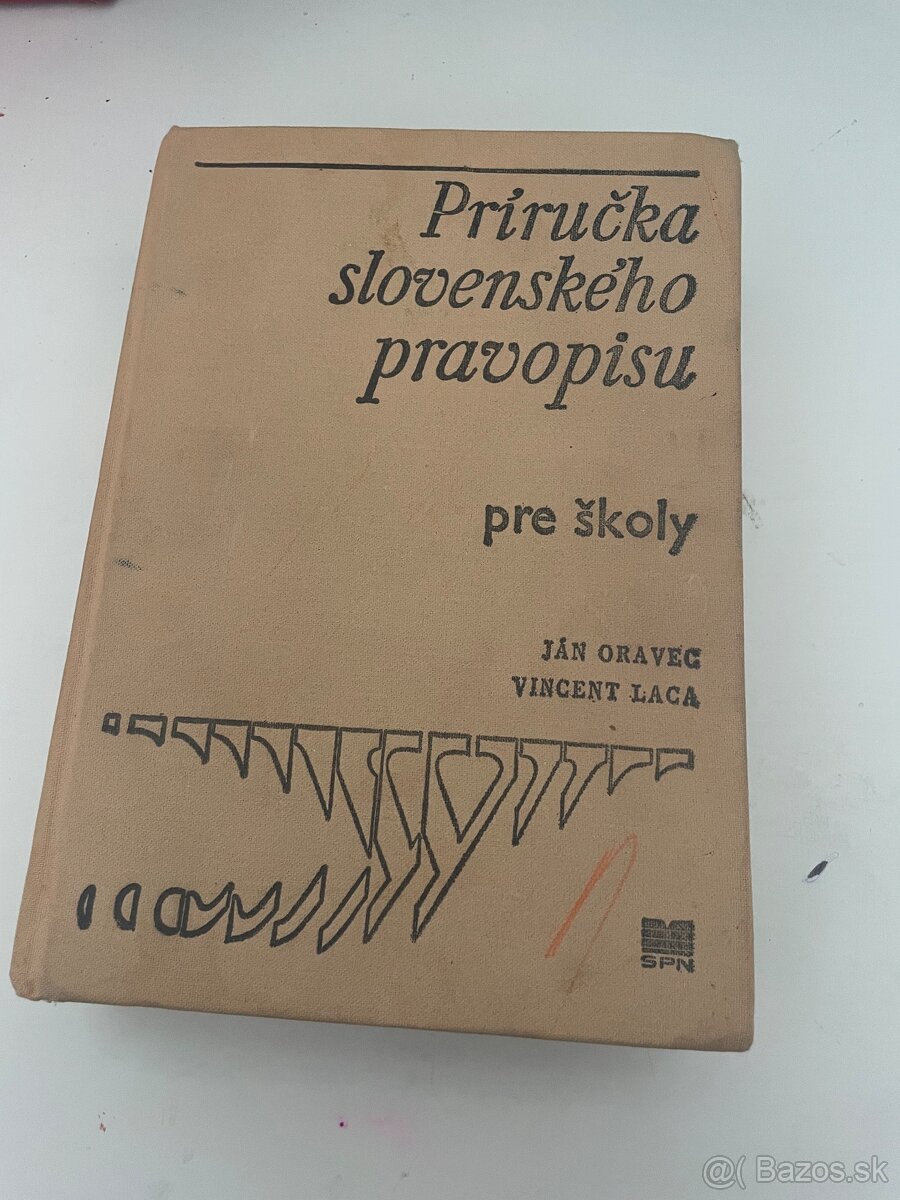 Príručka
slovenského
pravopisu
pre školy
JÁN ORAVEC
VINCENT LACA
SPN
@( Bazos.sk